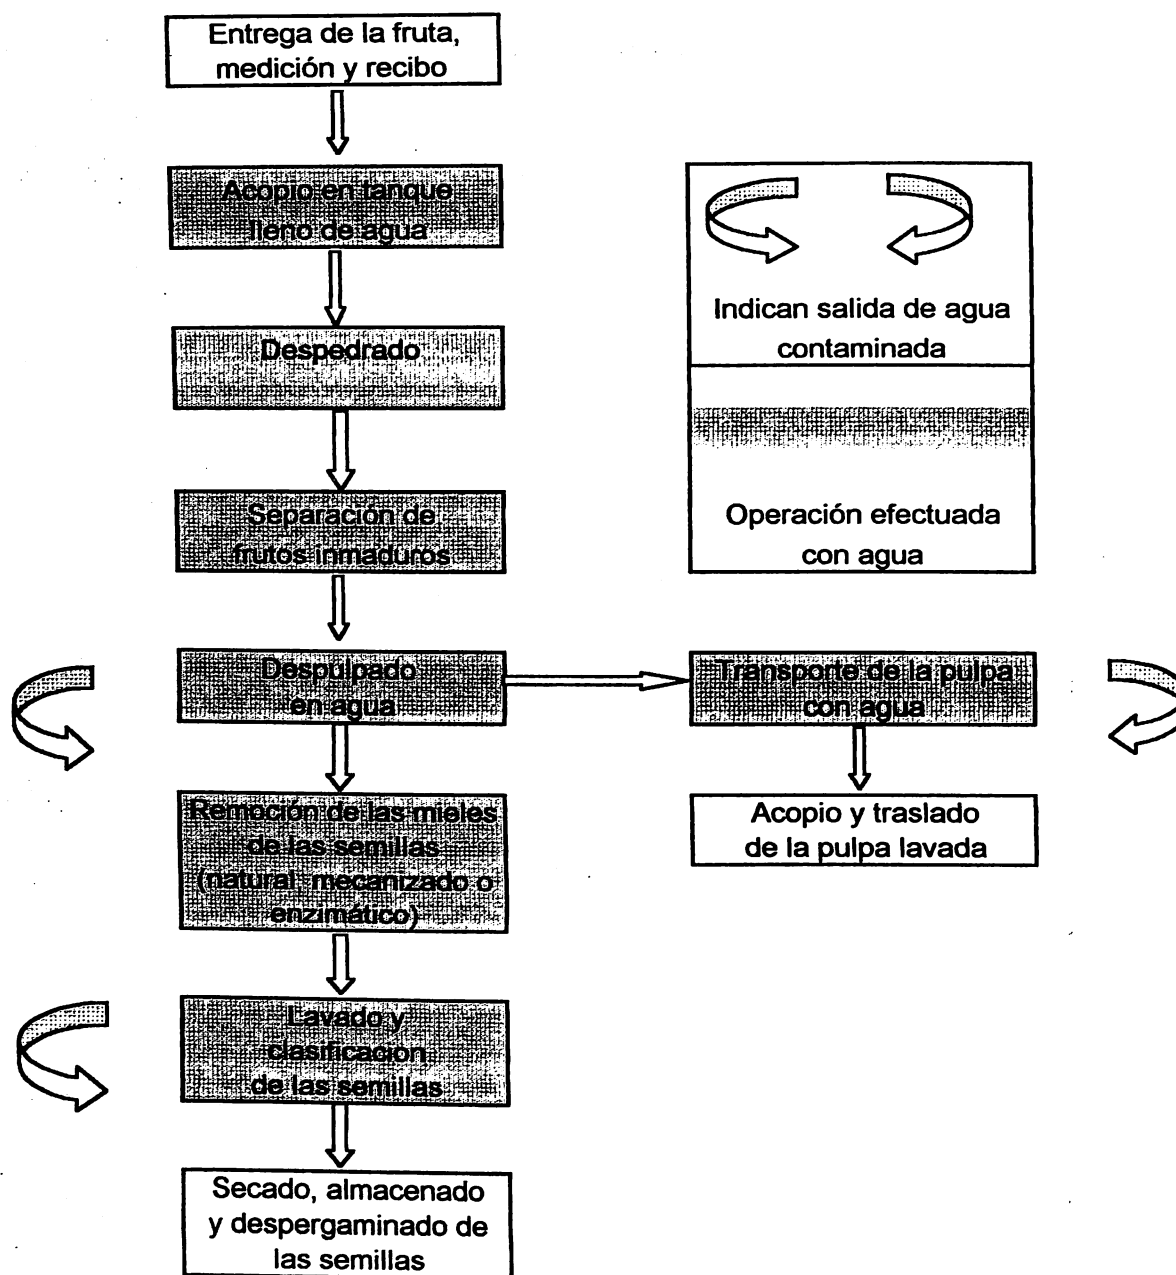 Entrega de la fruta,
medición y recibo
Acopio en tanque
lleno de agua
Despedrado
Separación de
frutos inmaduros
Despulpado
en agua
Remoción de las mieles
de las semillas
(natural mecanizado o
enzimático)
Lavado y
clasificacion
de las semillas
Secado, almacenado
y despergaminado de
las semillas
Indican salida de agua
contaminada
Operación efectuada
con agua
Transporte de la pulpa
con agua
Acopio y traslado
de la pulpa lavada